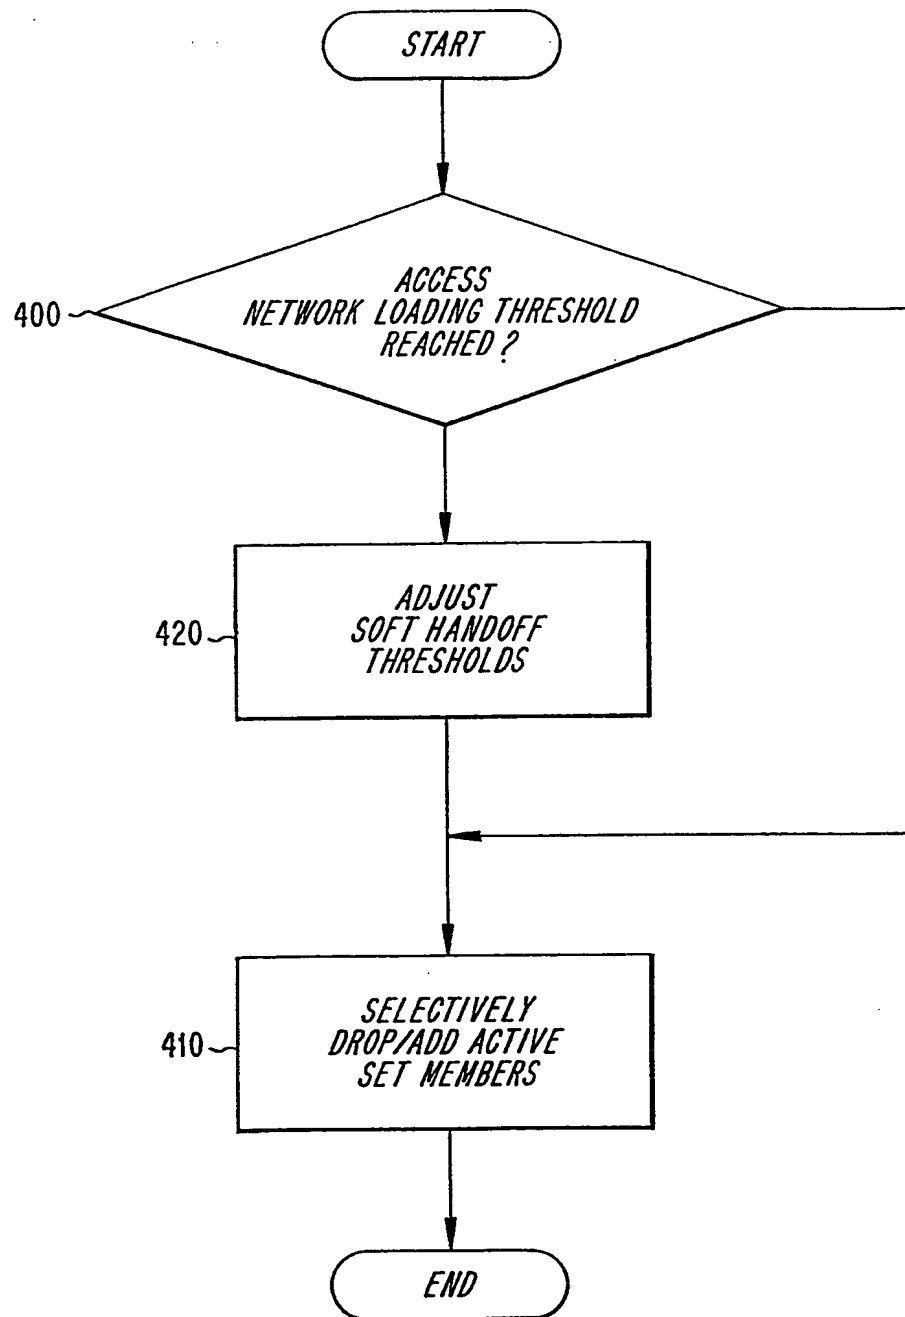 START
400
ACCESS
NETWORK LOADING THRESHOLD
REACHED?
420
ADJUST
SOFT HANDOFF
THRESHOLDS
410
SELECTIVELY
DROP/ADD ACTIVE
SET MEMBERS
END